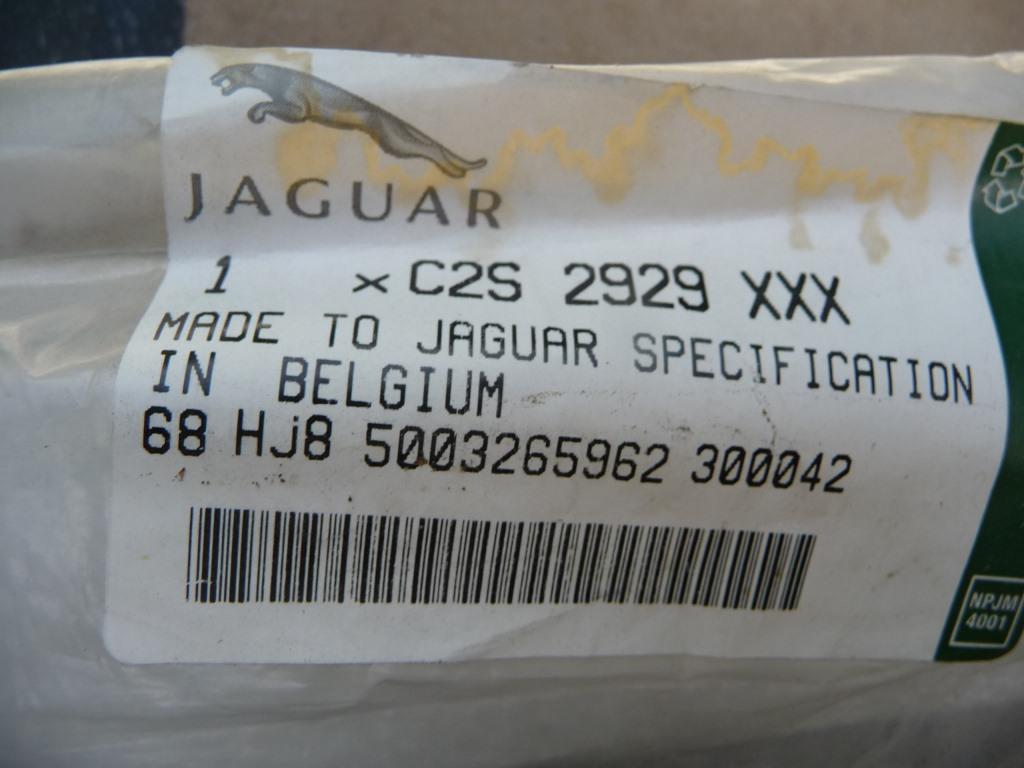 JAGUAR
1 x C2S 2929 XXX
MADE TO JAGUAR SPECIFICATION
IN BELGIUM
68 Hj8 5003265962 300042
NPJM
4001